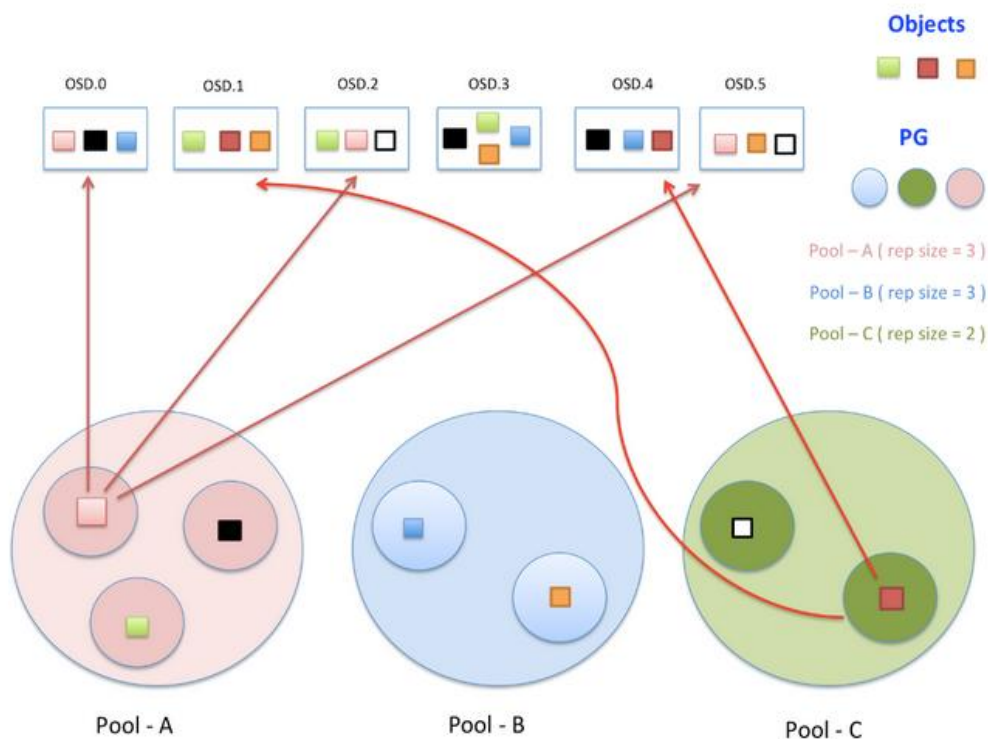 Objects
OSD.0
OSD.1
OSD.2
OSD.3
OSD.4
OSD.5
PG
Pool – A ( rep size = 3 )
Pool – B ( rep size = 3 )
Pool – C ( rep size = 2 )
Pool - A
Pool - B
Pool - C